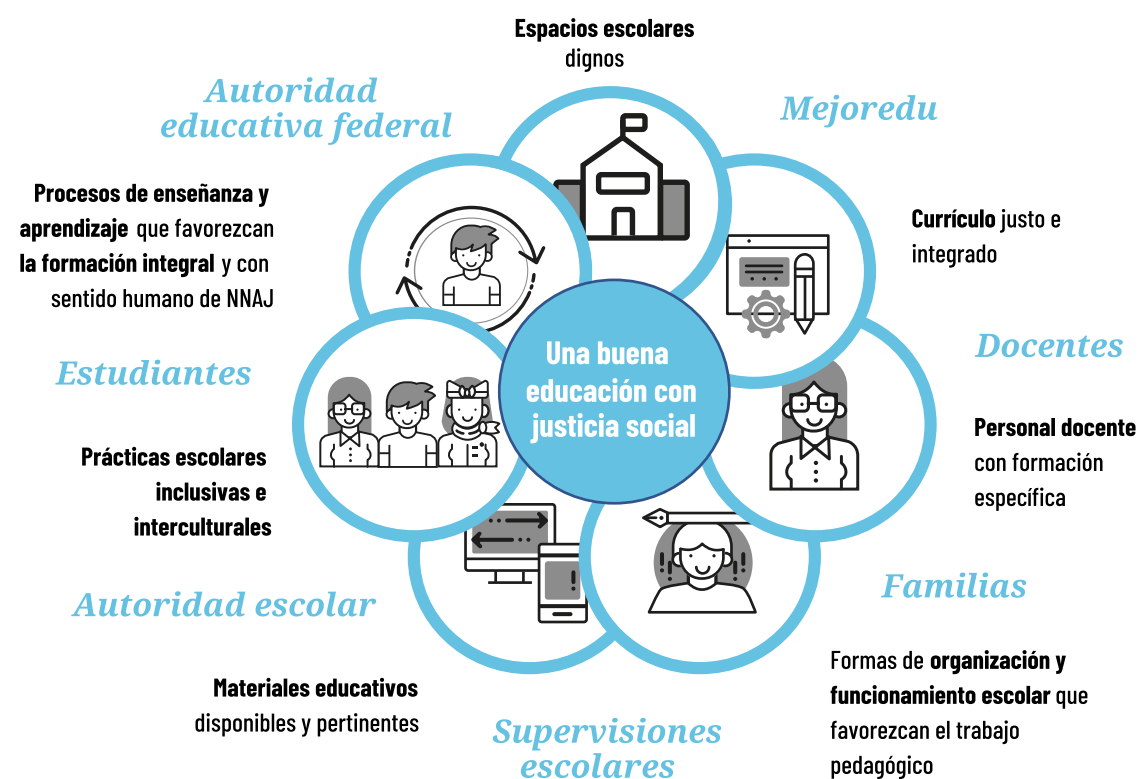 Espacios escolares
dignos
Autoridad
educativa federal
Mejoredu
Procesos de enseñanza y
aprendizaje que favorezcan
la formación integral y con
sentido humano de NNAJ
Currículo justo e
integrado
Una buena
educación con
justicia social
Estudiantes
Docentes
Prácticas escolares
inclusivas e
interculturales
Personal docente
con formación
específica
Autoridad escolar
Familias
Materiales educativos
disponibles y pertinentes
Formas de organización y
funcionamiento escolar que
favorezcan el trabajo
pedagógico
Supervisiones
escolares